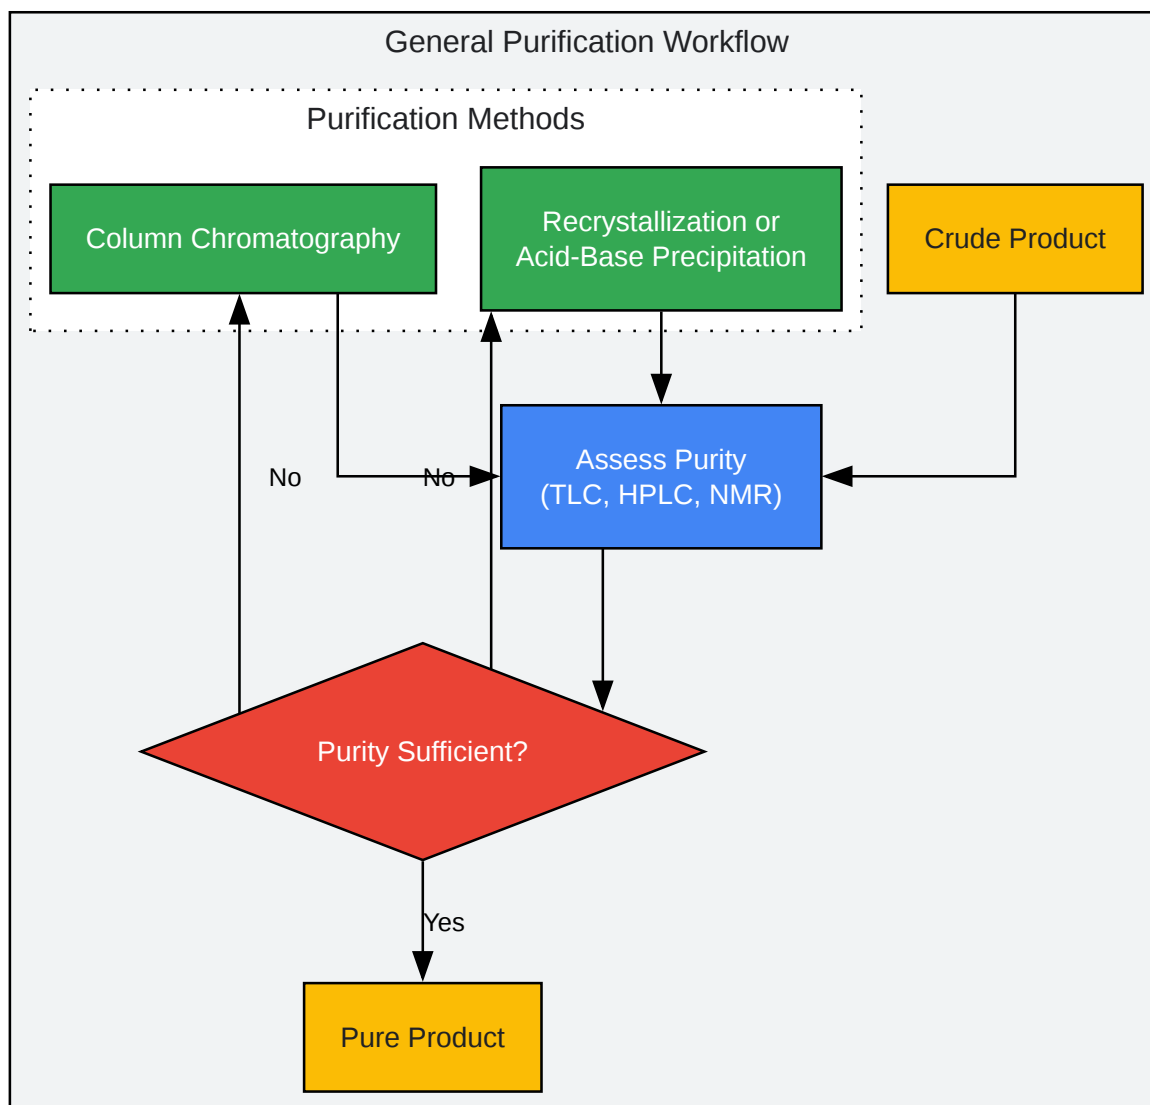 General Purification Workflow
Purification Methods
Column Chromatography
Recrystallization or
Acid-Base Precipitation
Crude Product
No
No
Assess Purity
(TLC, HPLC, NMR)
Purity Sufficient?
Yes
Pure Product